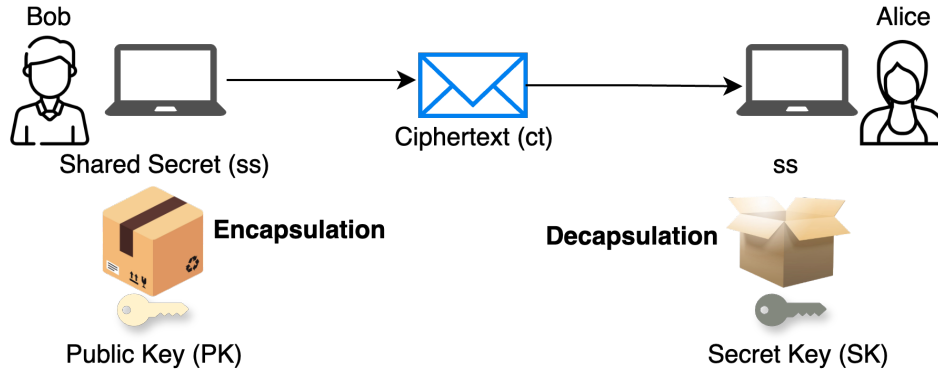 Bob
Alice
Ciphertext (ct)
Shared Secret (ss)
ss
Encapsulation
Decapsulation
Public Key (PK)
Secret Key (SK)